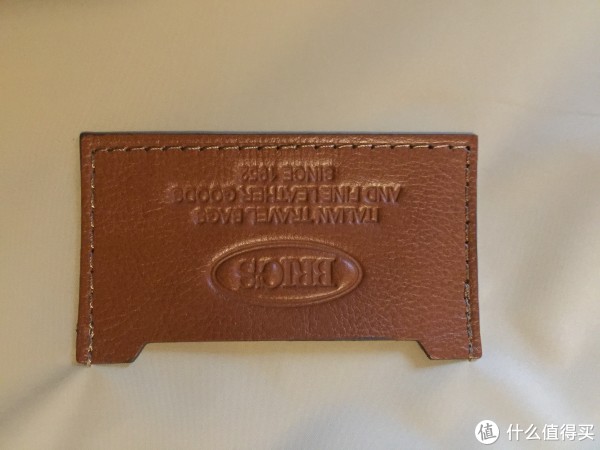 BRIC'S
ITALIAN TRAVEL BAGS
AND FINE LEATHER GOODS
SINCE 1952
值 什么值得买